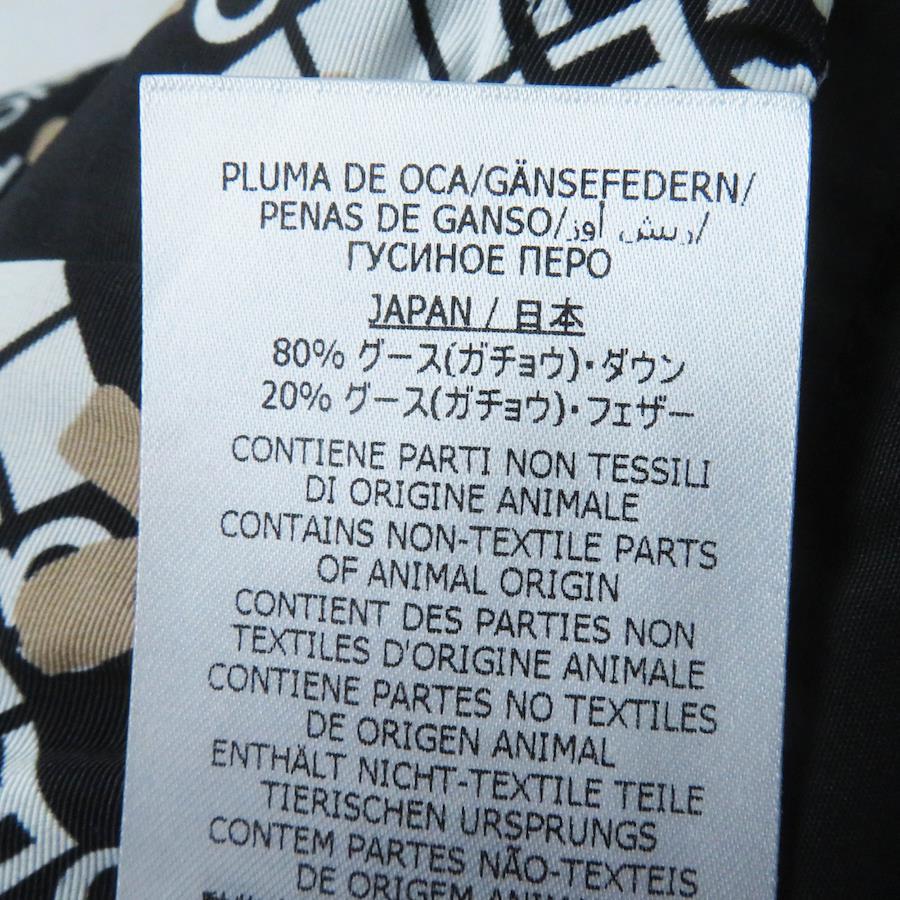 PLUMA DE OCA/GÄNSEFEDERN/
PENAS DE GANSO/ريش أوز/
ГУСИНОЕ ПЕРО
JAPAN / 日本
80% グース(ガチョウ)・ダウン
20% グース(ガチョウ)・フェザー
CONTIENE PARTI NON TESSILI
DI ORIGINE ANIMALE
CONTAINS NON-TEXTILE PARTS
OF ANIMAL ORIGIN
CONTIENT DES PARTIES NON
TEXTILES D'ORIGINE ANIMALE
CONTIENE PARTES NO TEXTILES
DE ORIGEN ANIMAL
ENTHÄLT NICHT-TEXTILE TEILE
TIERISCHEN URSPRUNGS
CONTEM PARTES NÃO-TEXTEIS
DE ORIGEM